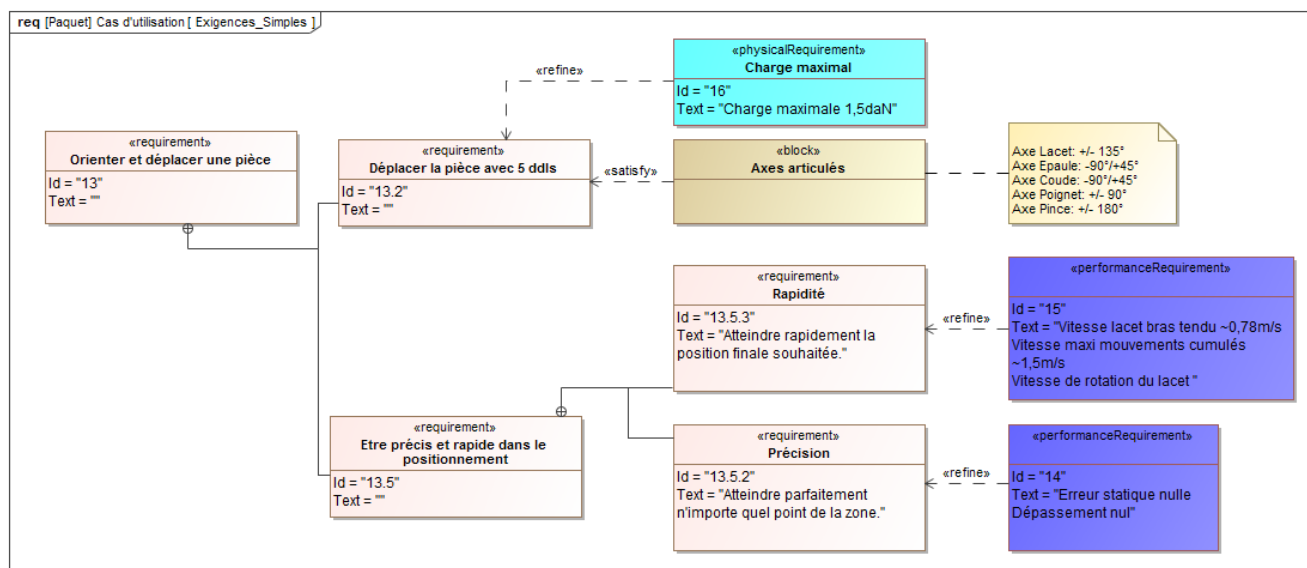 req [Paquet] Cas d'utilisation [ Exigences_Simples ]
«physicalRequirement»
Charge maximal
Id = "16"
Text = "Charge maximale 1,5daN"
«refine»
«requirement»
Orienter et déplacer une pièce
Id = "13"
Text = ""
«requirement»
Déplacer la pièce avec 5 ddls
Id = "13.2"
Text = ""
«satisfy»
«block»
Axes articulés
Axe Lacet: +/- 135°
Axe Epaule: -90°/+45°
Axe Coude: -90°/+45°
Axe Poignet: +/- 90°
Axe Pince: +/- 180°
«requirement»
Rapidité
Id = "13.5.3"
Text = "Atteindre rapidement la
position finale souhaitée."
«refine»
«performanceRequirement»
Id = "15"
Text = "Vitesse lacet bras tendu ~0,78m/s
Vitesse maxi mouvements cumulés
~1,5m/s
Vitesse de rotation du lacet "
«requirement»
Etre précis et rapide dans le
positionnement
Id = "13.5"
Text = ""
«requirement»
Précision
Id = "13.5.2"
Text = "Atteindre parfaitement
n'importe quel point de la zone."
«refine»
«performanceRequirement»
Id = "14"
Text = "Erreur statique nulle
Dépassement nul"